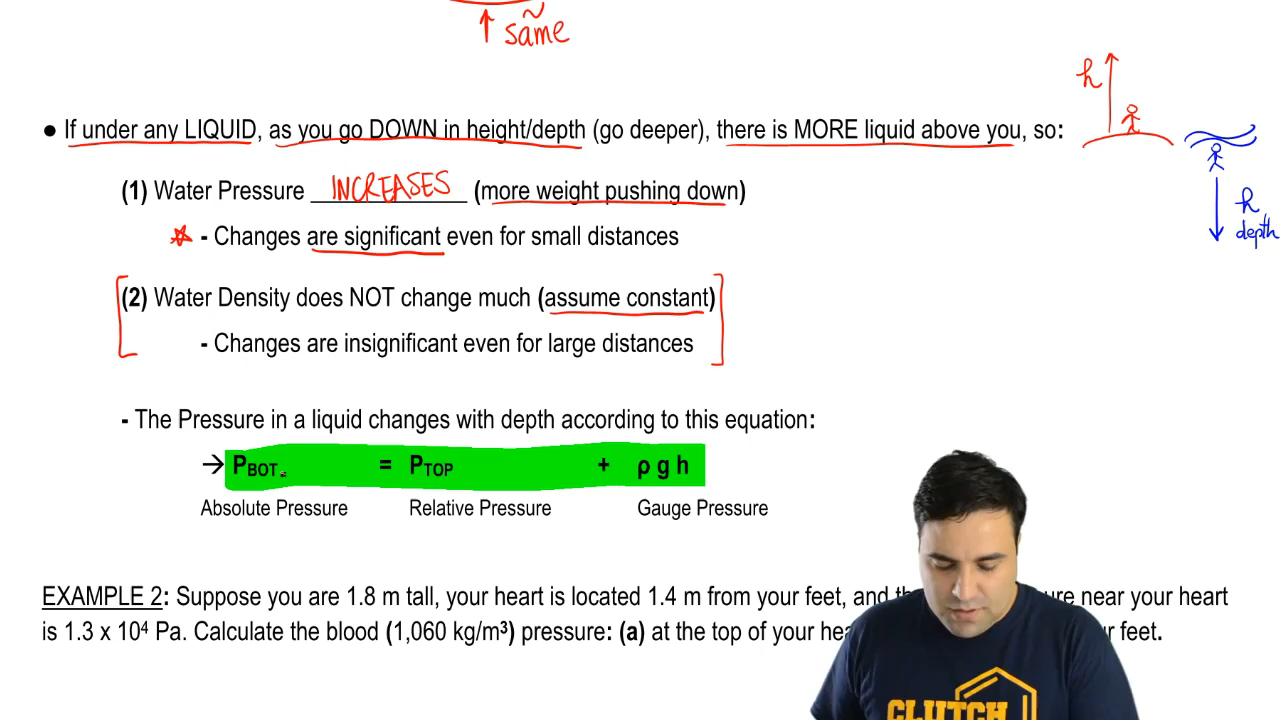 ↑ same
h
● If under any LIQUID, as you go DOWN in height/depth (go deeper), there is MORE liquid above you, so:
(1) Water Pressure INCREASES (more weight pushing down)
h
depth
- Changes are significant even for small distances
(2) Water Density does NOT change much (assume constant)
- Changes are insignificant even for large distances
- The Pressure in a liquid changes with depth according to this equation:
→ PBOT = PTOP + ρ g h
Absolute Pressure Relative Pressure Gauge Pressure
EXAMPLE 2: Suppose you are 1.8 m tall, your heart is located 1.4 m from your feet, and near your heart
is 1.3 x 10⁴ Pa. Calculate the blood (1,060 kg/m³) pressure: (a) at the top of your feet.
CLUTCH